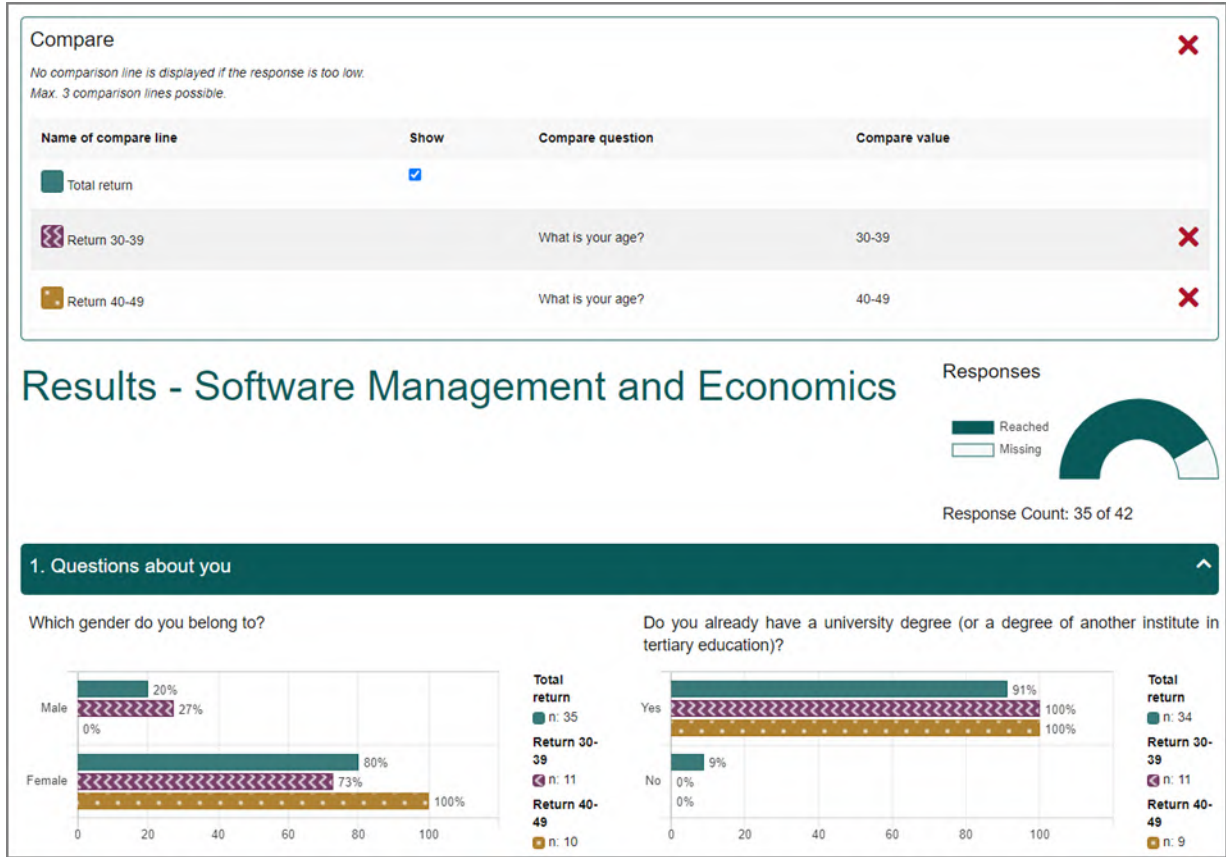 Compare
No comparison line is displayed if the response is too low.
Max. 3 comparison lines possible.
Name of compare line Show Compare question Compare value
Total return
Return 30-39 What is your age? 30-39
Return 40-49 What is your age? 40-49
Results - Software Management and Economics
Responses
Reached
Missing
Response Count: 35 of 42
1. Questions about you
Which gender do you belong to?
Male
20%
27%
0%
Female
80%
73%
100%
0 20 40 60 80 100
Total
return
n: 35
Return 30-
39
n: 11
Return 40-
49
n: 10
Do you already have a university degree (or a degree of another institute in
tertiary education)?
Yes
91%
100%
100%
No
9%
0%
0%
0 20 40 60 80 100
Total
return
n: 34
Return 30-
39
n: 11
Return 40-
49
n: 9